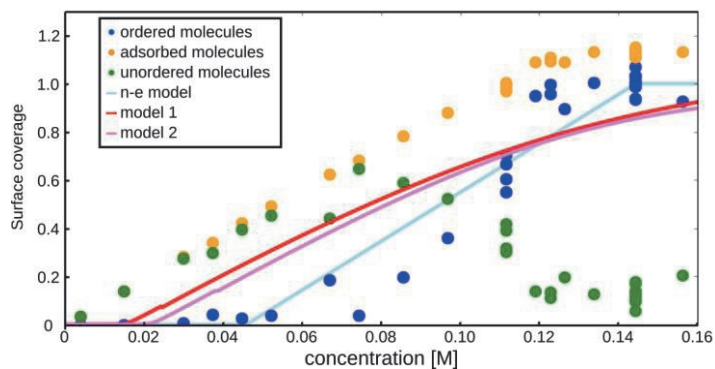 ordered molecules
adsorbed molecules
unordered molecules
n-e model
model 1
model 2
Surface coverage
1.2
1.0
0.8
0.6
0.4
0.2
0
0 0.02 0.04 0.06 0.08 0.10 0.12 0.14 0.16
concentration [M]